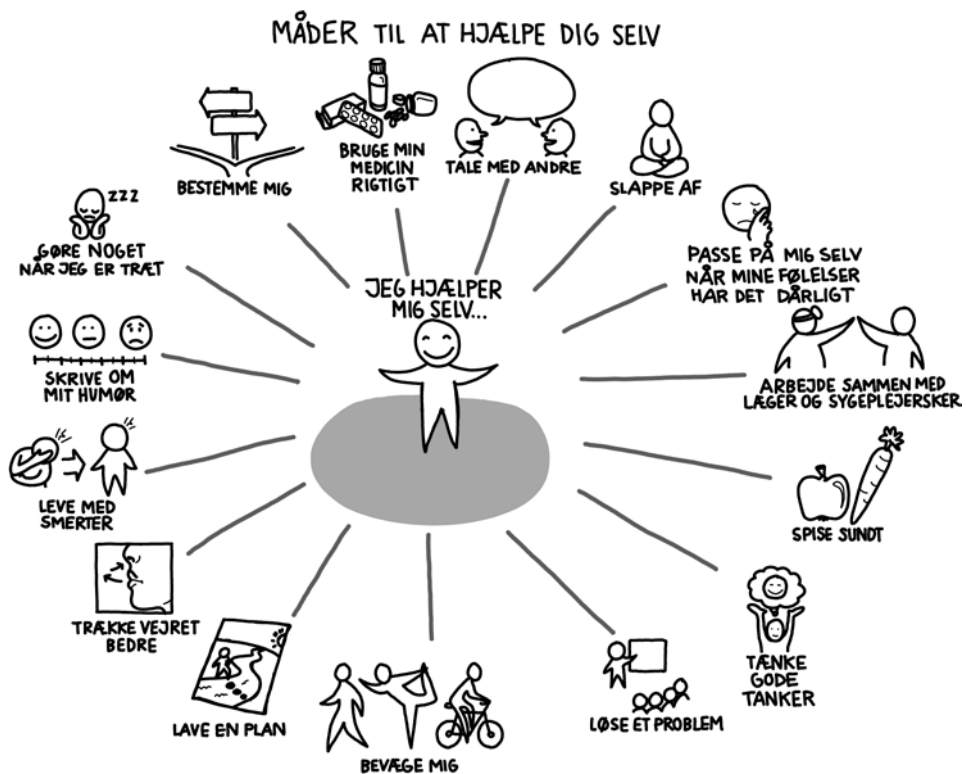 MÅDER TIL AT HJÆLPE DIG SELV
BESTEMME MIG
BRUGE MIN
MEDICIN
RIGTIGT
TALE MED ANDRE
SLAPPE AF
ZZZ
GØRE NOGET
NÅR JEG ER TRÆT
PASSE PÅ MIG SELV
NÅR MINE FØLELSER
HAR DET DÅRLIGT
JEG HJÆLPER
MIG SELV...
SKRIVE OM
MIT HUMØR
ARBEJDE SAMMEN MED
LÆGER OG SYGEPLEJERSKER
LEVE MED
SMERTER
SPISE SUNDT
TRÆKKE VEJRET
BEDRE
TÆNKE
GODE
TANKER
LAVE EN PLAN
LØSE ET PROBLEM
BEVÆGE MIG